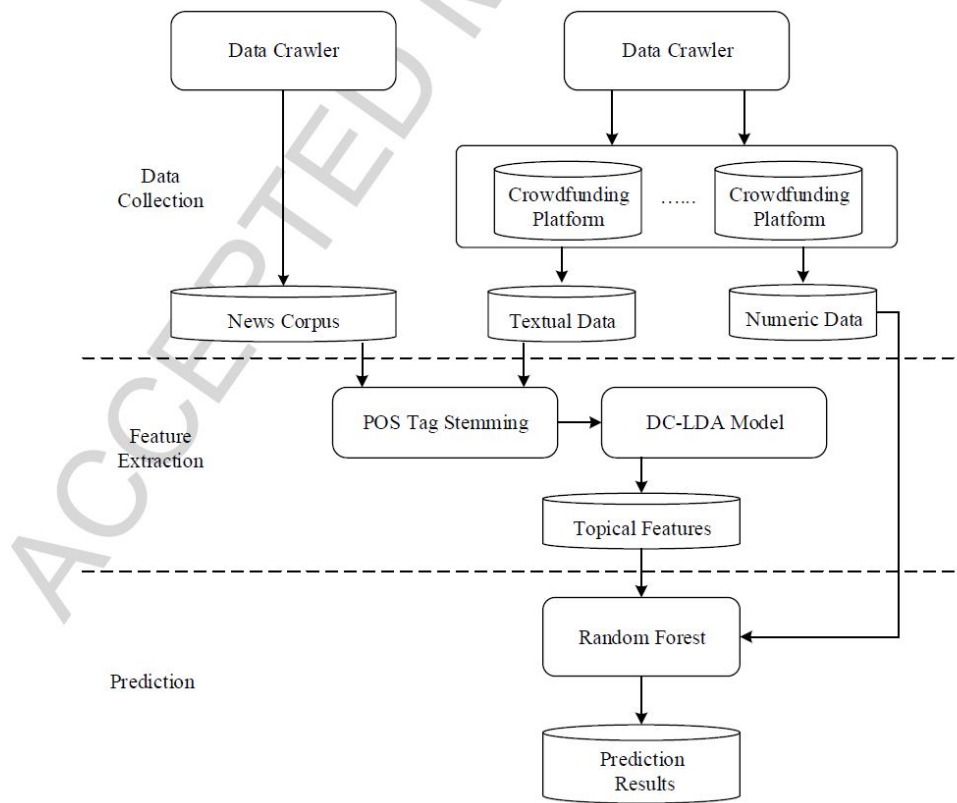 Data Crawler
Data Crawler
Data
Collection
Crowdfunding
Platform
......
Crowdfunding
Platform
News Corpus
Textual Data
Numeric Data
POS Tag Stemming
DC-LDA Model
Feature
Extraction
Topical Features
Random Forest
Prediction
Prediction
Results
ACCEPTED M